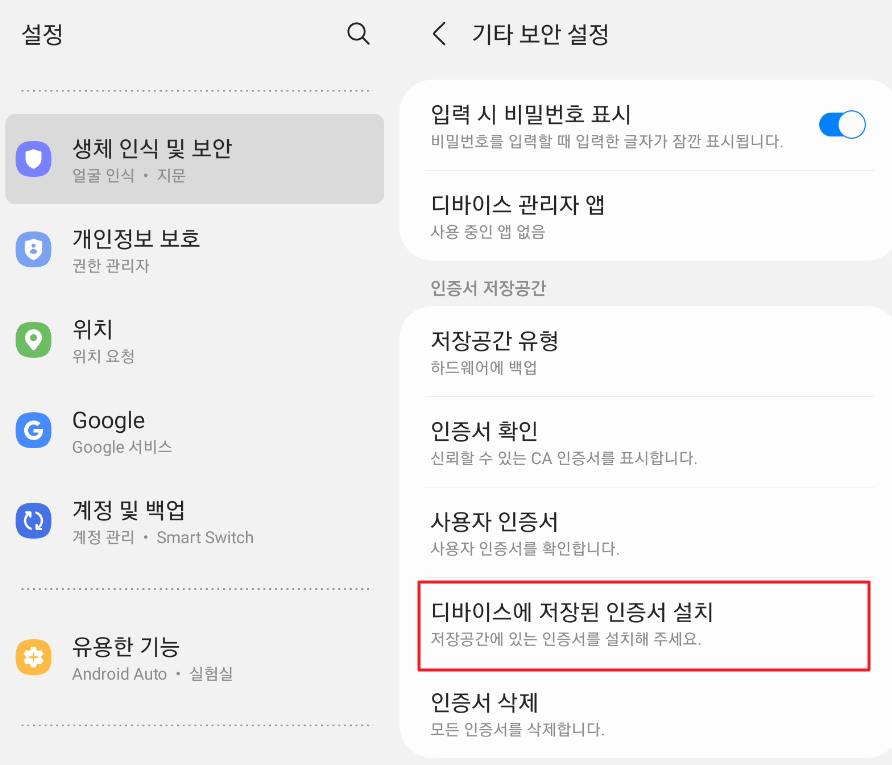 설정
생체 인식 및 보안
얼굴 인식 • 지문
개인정보 보호
권한 관리자
위치
위치 요청
Google
Google 서비스
계정 및 백업
계정 관리 • Smart Switch
유용한 기능
Android Auto • 실험실
기타 보안 설정
입력 시 비밀번호 표시
비밀번호를 입력할 때 입력한 글자가 잠깐 표시됩니다.
디바이스 관리자 앱
사용 중인 앱 없음
인증서 저장공간
저장공간 유형
하드웨어에 백업
인증서 확인
신뢰할 수 있는 CA 인증서를 표시합니다.
사용자 인증서
사용자 인증서를 확인합니다.
디바이스에 저장된 인증서 설치
저장공간에 있는 인증서를 설치해 주세요.
인증서 삭제
모든 인증서를 삭제합니다.